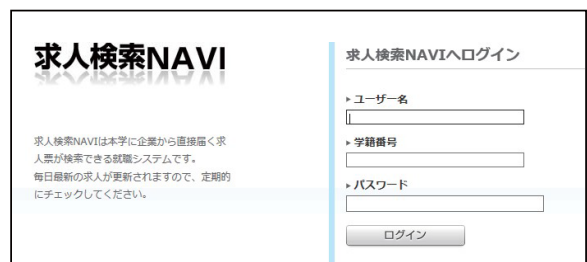 求人検索NAVI
求人検索NAVIは本学に企業から直接届く求
人票が検索できる就職システムです。
毎日最新の求人が更新されますので、定期的
にチェックしてください。
求人検索NAVIへログイン
ユーザー名
学籍番号
パスワード
ログイン